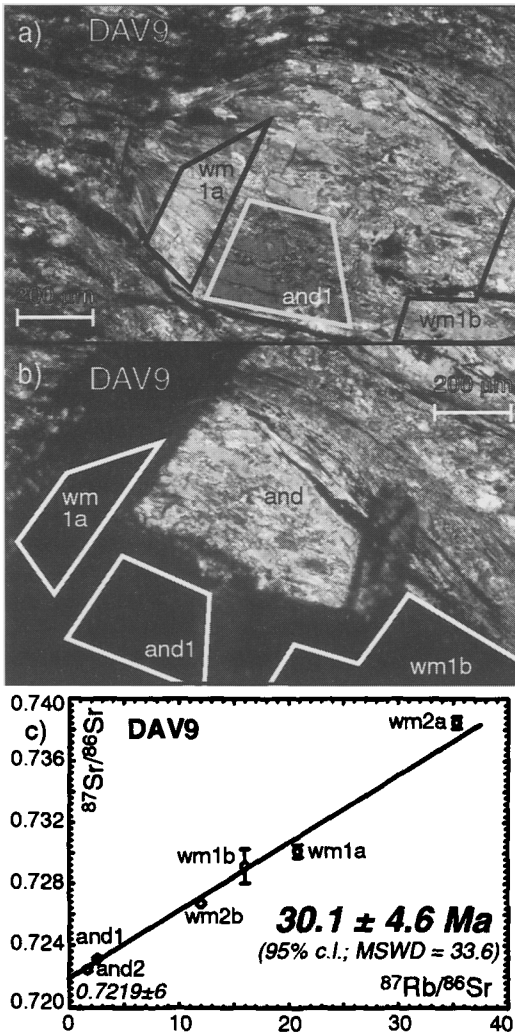 a) DAV9
wm
1a
and1
wm1b
200 µm
b) DAV9
200 µm
wm
1a
and
and1
wm1b
0.740
c) DAV9
87Sr/86Sr
wm2a
0.736
0.732
wm1b
wm1a
0.728
wm2b
30.1 ± 4.6 Ma
(95% c.l.; MSWD = 33.6)
0.724
and1
and2
87Rb/86Sr
0.7219±6
0.720
0 10 20 30 40